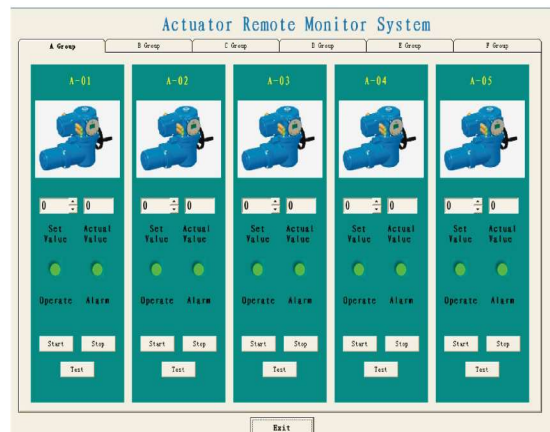 Actuator Remote Monitor System
A Group B Group C Group D Group E Group F Group
A-01 A-02 A-03 A-04 A-05
0 0 0 0 0 0 0 0 0 0
Set Actual Set Actual Set Actual Set Actual Set Actual
Value Value Value Value Value Value Value Value Value Value
Operate Alarm Operate Alarm Operate Alarm Operate Alarm Operate Alarm
Start Stop Start Stop Start Stop Start Stop Start Stop
Test Test Test Test Test
Exit